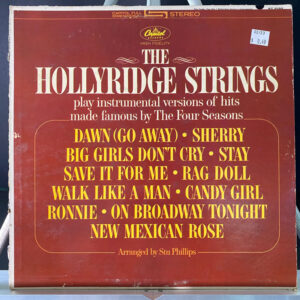 CAPITOL FULL STEREO
Capitol
HIGH FIDELITY
THE
HOLLYRIDGE STRINGS
play instrumental versions of hits
made famous by The Four Seasons
DAWN (GO AWAY) • SHERRY
BIG GIRLS DON'T CRY • STAY
SAVE IT FOR ME • RAG DOLL
WALK LIKE A MAN • CANDY GIRL
RONNIE • ON BROADWAY TONIGHT
NEW MEXICAN ROSE
Arranged by Stu Phillips